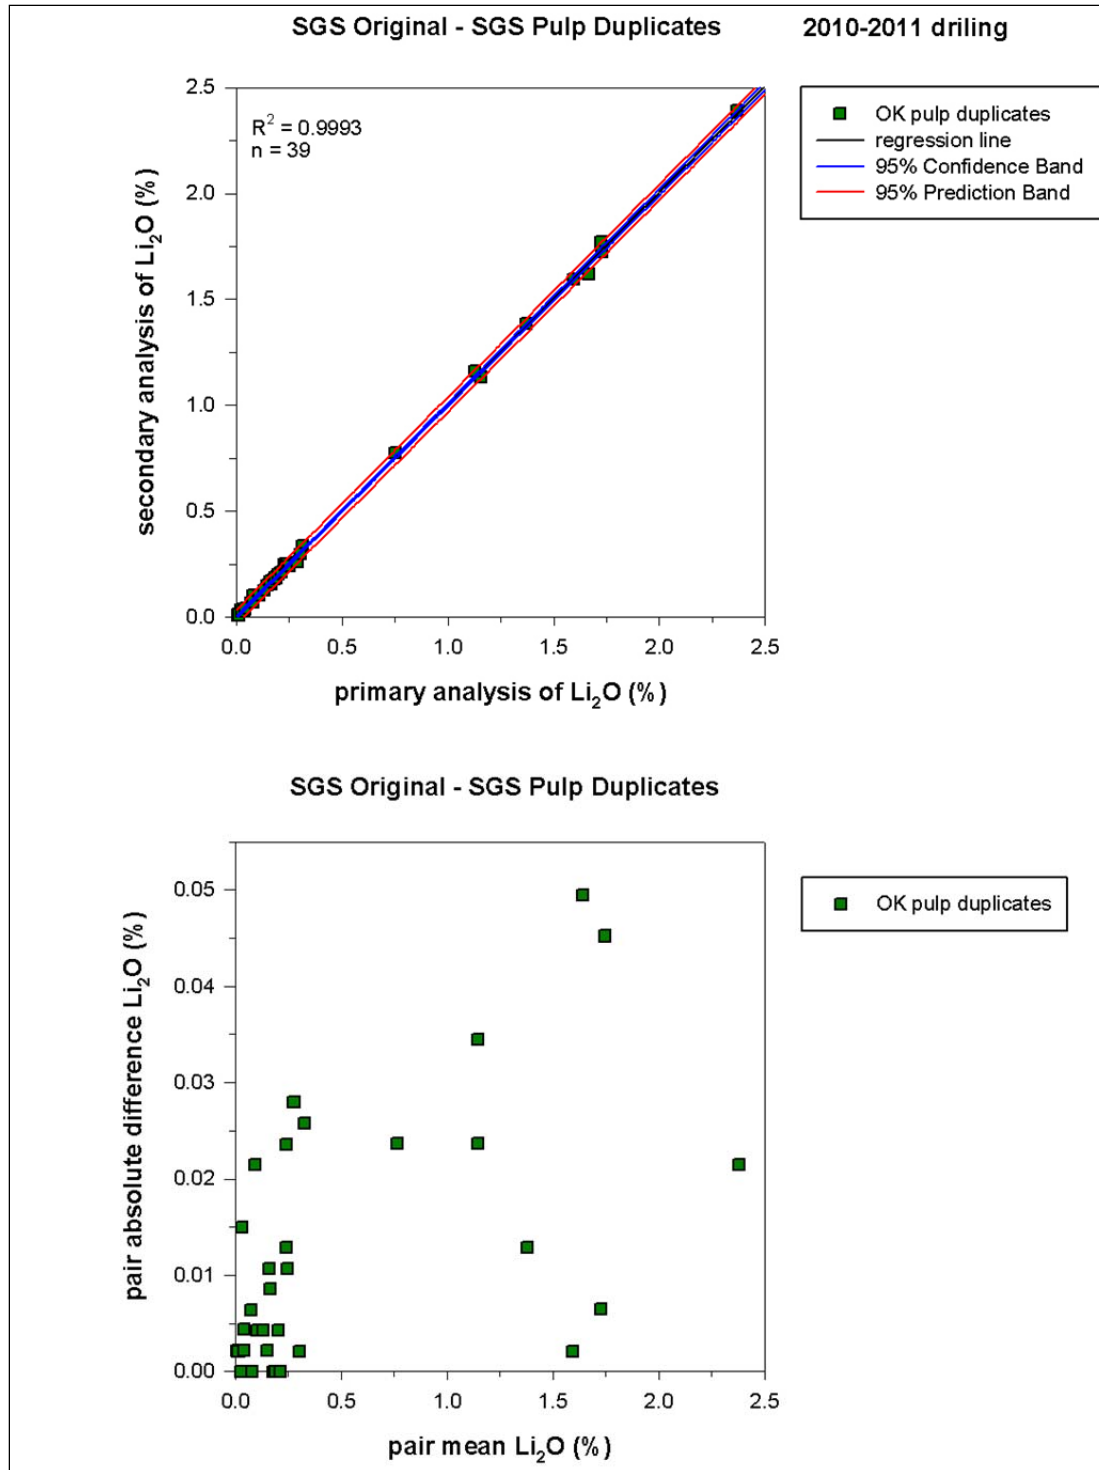 SGS Original - SGS Pulp Duplicates
2010-2011 driling
R² = 0.9993
n = 39
OK pulp duplicates
regression line
95% Confidence Band
95% Prediction Band
secondary analysis of Li₂O (%)
2.5
2.0
1.5
1.0
0.5
0.0
0.0 0.5 1.0 1.5 2.0 2.5
primary analysis of Li₂O (%)
SGS Original - SGS Pulp Duplicates
OK pulp duplicates
pair absolute difference Li₂O (%)
0.05
0.04
0.03
0.02
0.01
0.00
0.0 0.5 1.0 1.5 2.0 2.5
pair mean Li₂O (%)